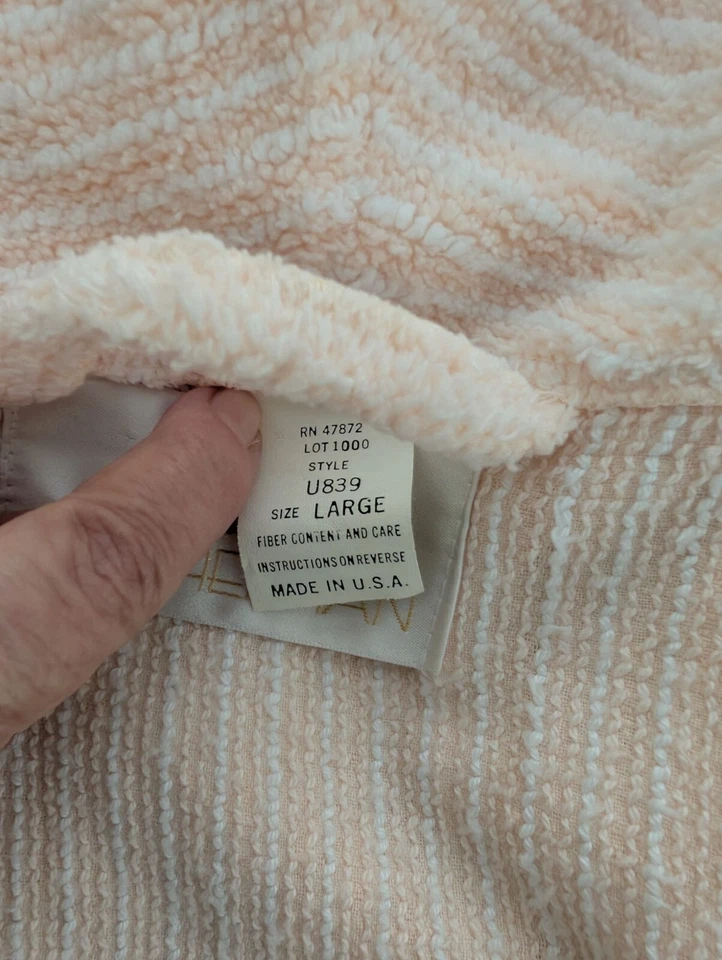 RN 47872
LOT 1000
STYLE
U839
SIZE LARGE
FIBER CONTENT AND CARE
INSTRUCTIONS ON REVERSE
MADE IN U.S.A.